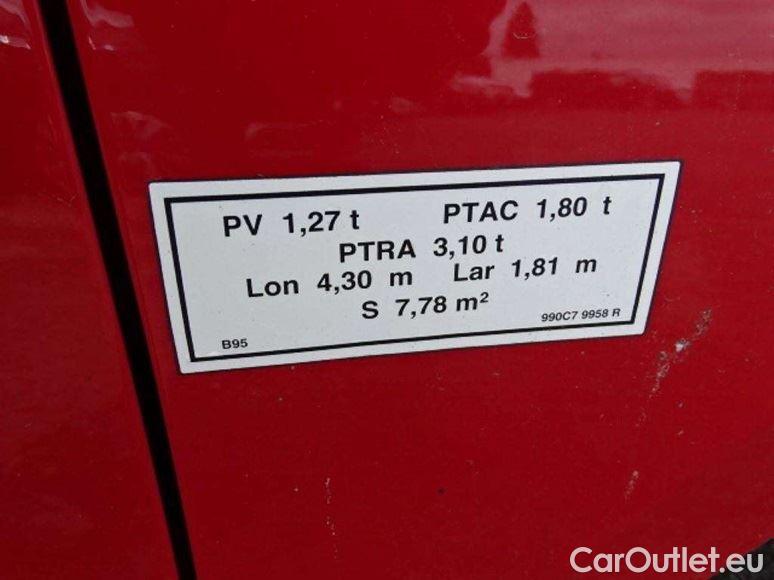 PV 1,27 t PTAC 1,80 t
PTRA 3,10 t
Lon 4,30 m Lar 1,81 m
S 7,78 m²
B95 990C7 9958 R
CarOutlet.eu